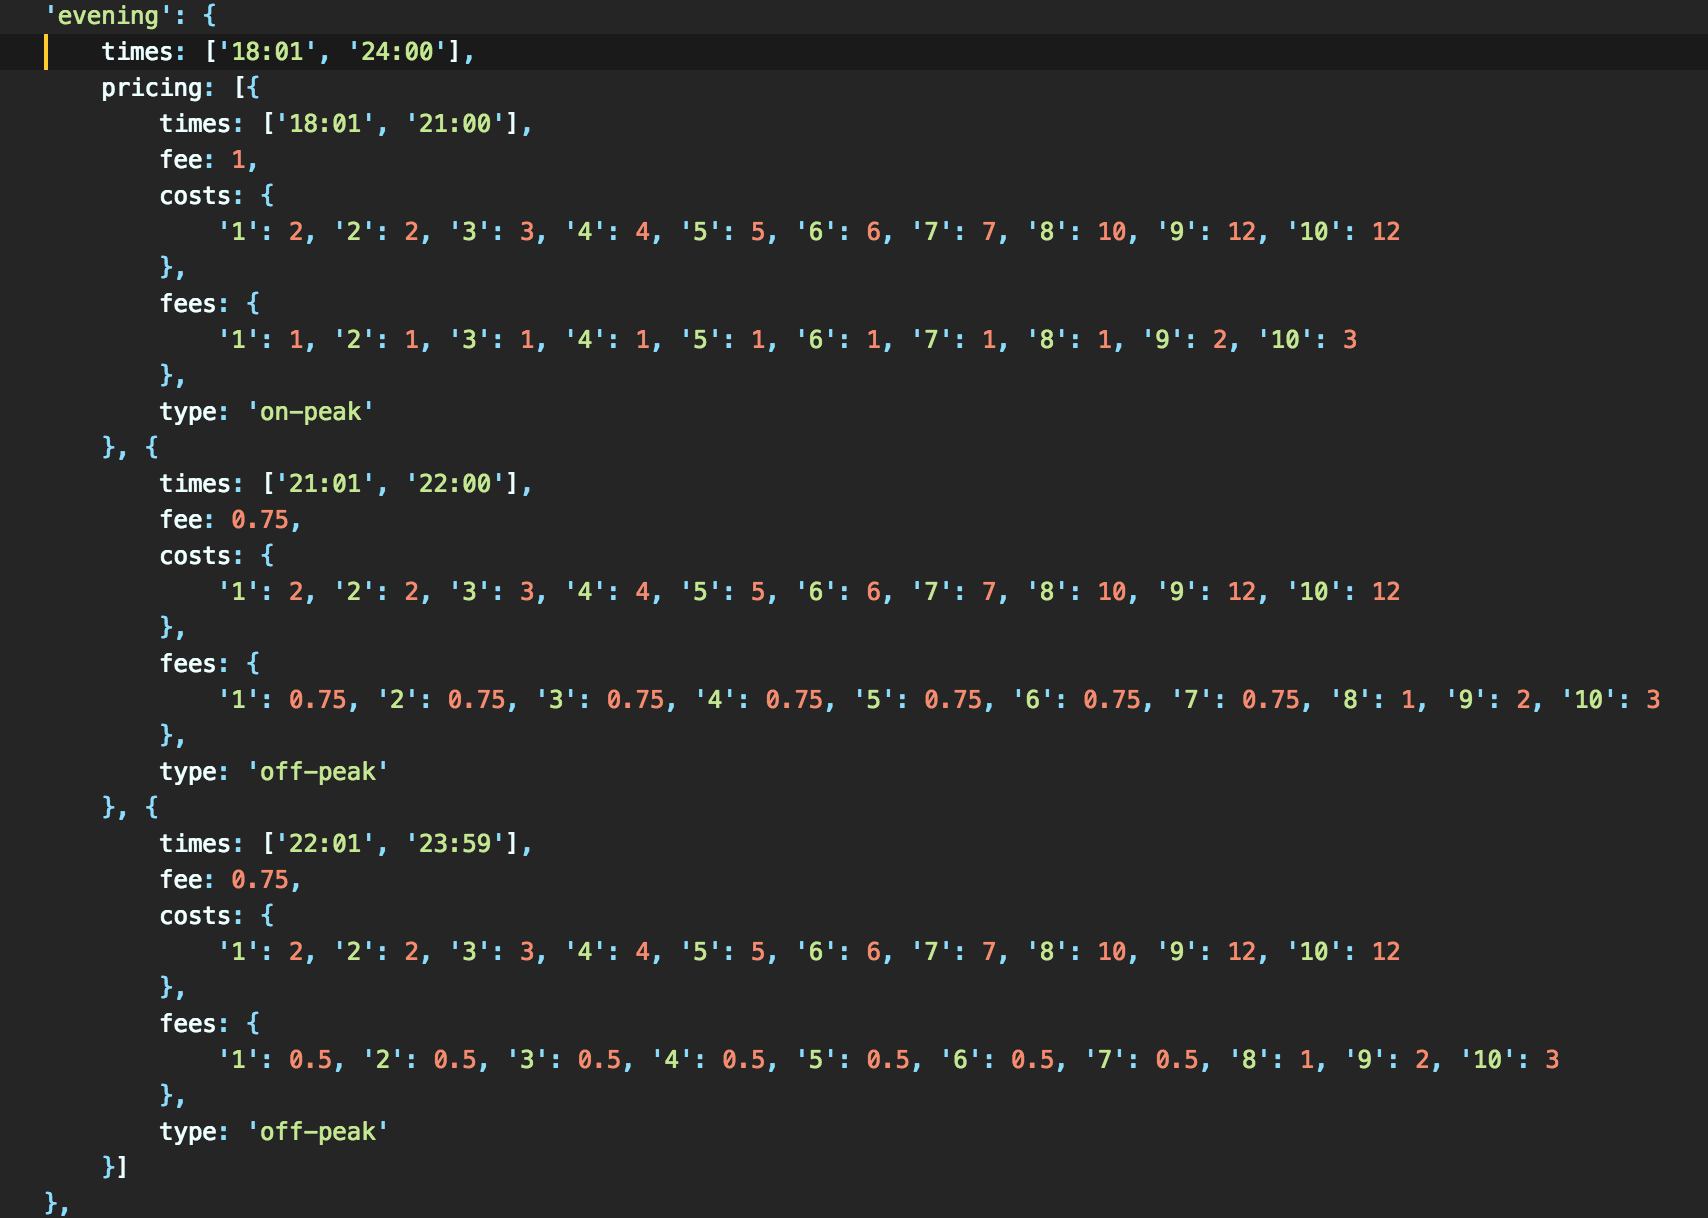 'evening': {
times: ['18:01', '24:00'],
pricing: [{
times: ['18:01', '21:00'],
fee: 1,
costs: {
'1': 2, '2': 2, '3': 3, '4': 4, '5': 5, '6': 6, '7': 7, '8': 10, '9': 12, '10': 12
},
fees: {
'1': 1, '2': 1, '3': 1, '4': 1, '5': 1, '6': 1, '7': 1, '8': 1, '9': 2, '10': 3
},
type: 'on-peak'
}, {
times: ['21:01', '22:00'],
fee: 0.75,
costs: {
'1': 2, '2': 2, '3': 3, '4': 4, '5': 5, '6': 6, '7': 7, '8': 10, '9': 12, '10': 12
},
fees: {
'1': 0.75, '2': 0.75, '3': 0.75, '4': 0.75, '5': 0.75, '6': 0.75, '7': 0.75, '8': 1, '9': 2, '10': 3
},
type: 'off-peak'
}, {
times: ['22:01', '23:59'],
fee: 0.75,
costs: {
'1': 2, '2': 2, '3': 3, '4': 4, '5': 5, '6': 6, '7': 7, '8': 10, '9': 12, '10': 12
},
fees: {
'1': 0.5, '2': 0.5, '3': 0.5, '4': 0.5, '5': 0.5, '6': 0.5, '7': 0.5, '8': 1, '9': 2, '10': 3
},
type: 'off-peak'
}]
},